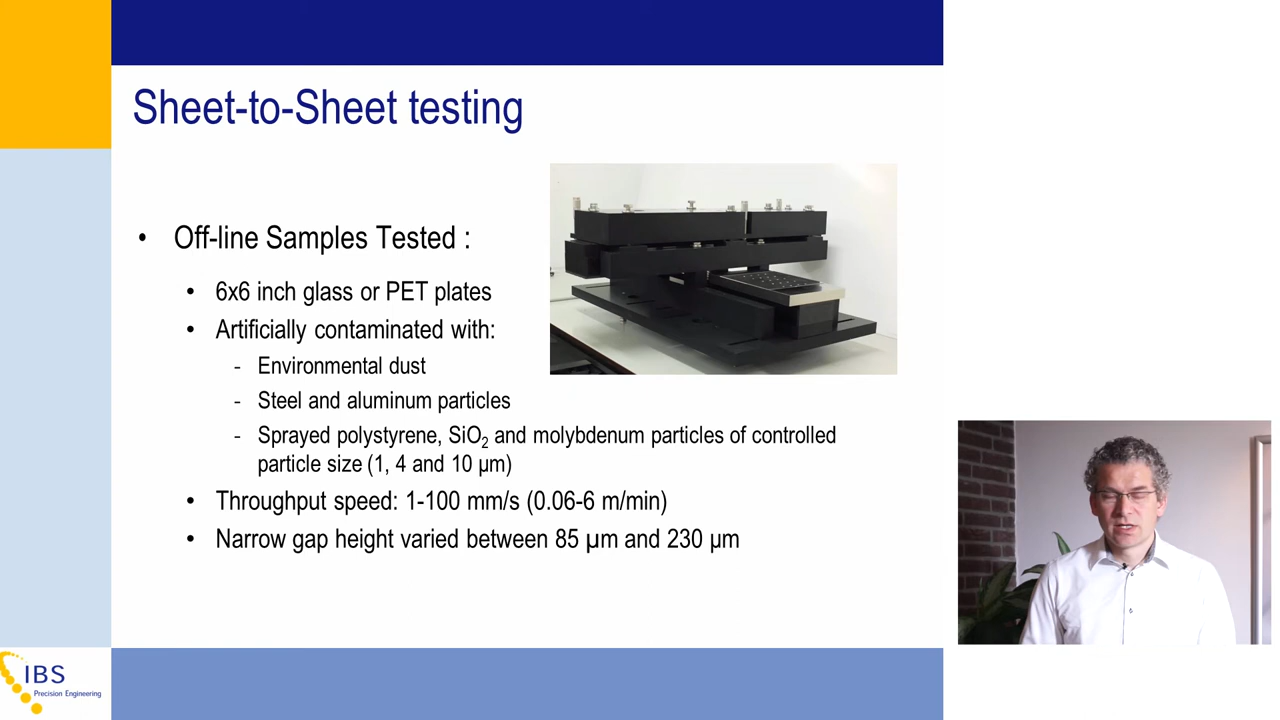 Sheet-to-Sheet testing
• Off-line Samples Tested :
• 6x6 inch glass or PET plates
• Artificially contaminated with:
- Environmental dust
- Steel and aluminum particles
- Sprayed polystyrene, SiO₂ and molybdenum particles of controlled
particle size (1, 4 and 10 µm)
• Throughput speed: 1-100 mm/s (0.06-6 m/min)
• Narrow gap height varied between 85 µm and 230 µm
IBS
Precision Engineering